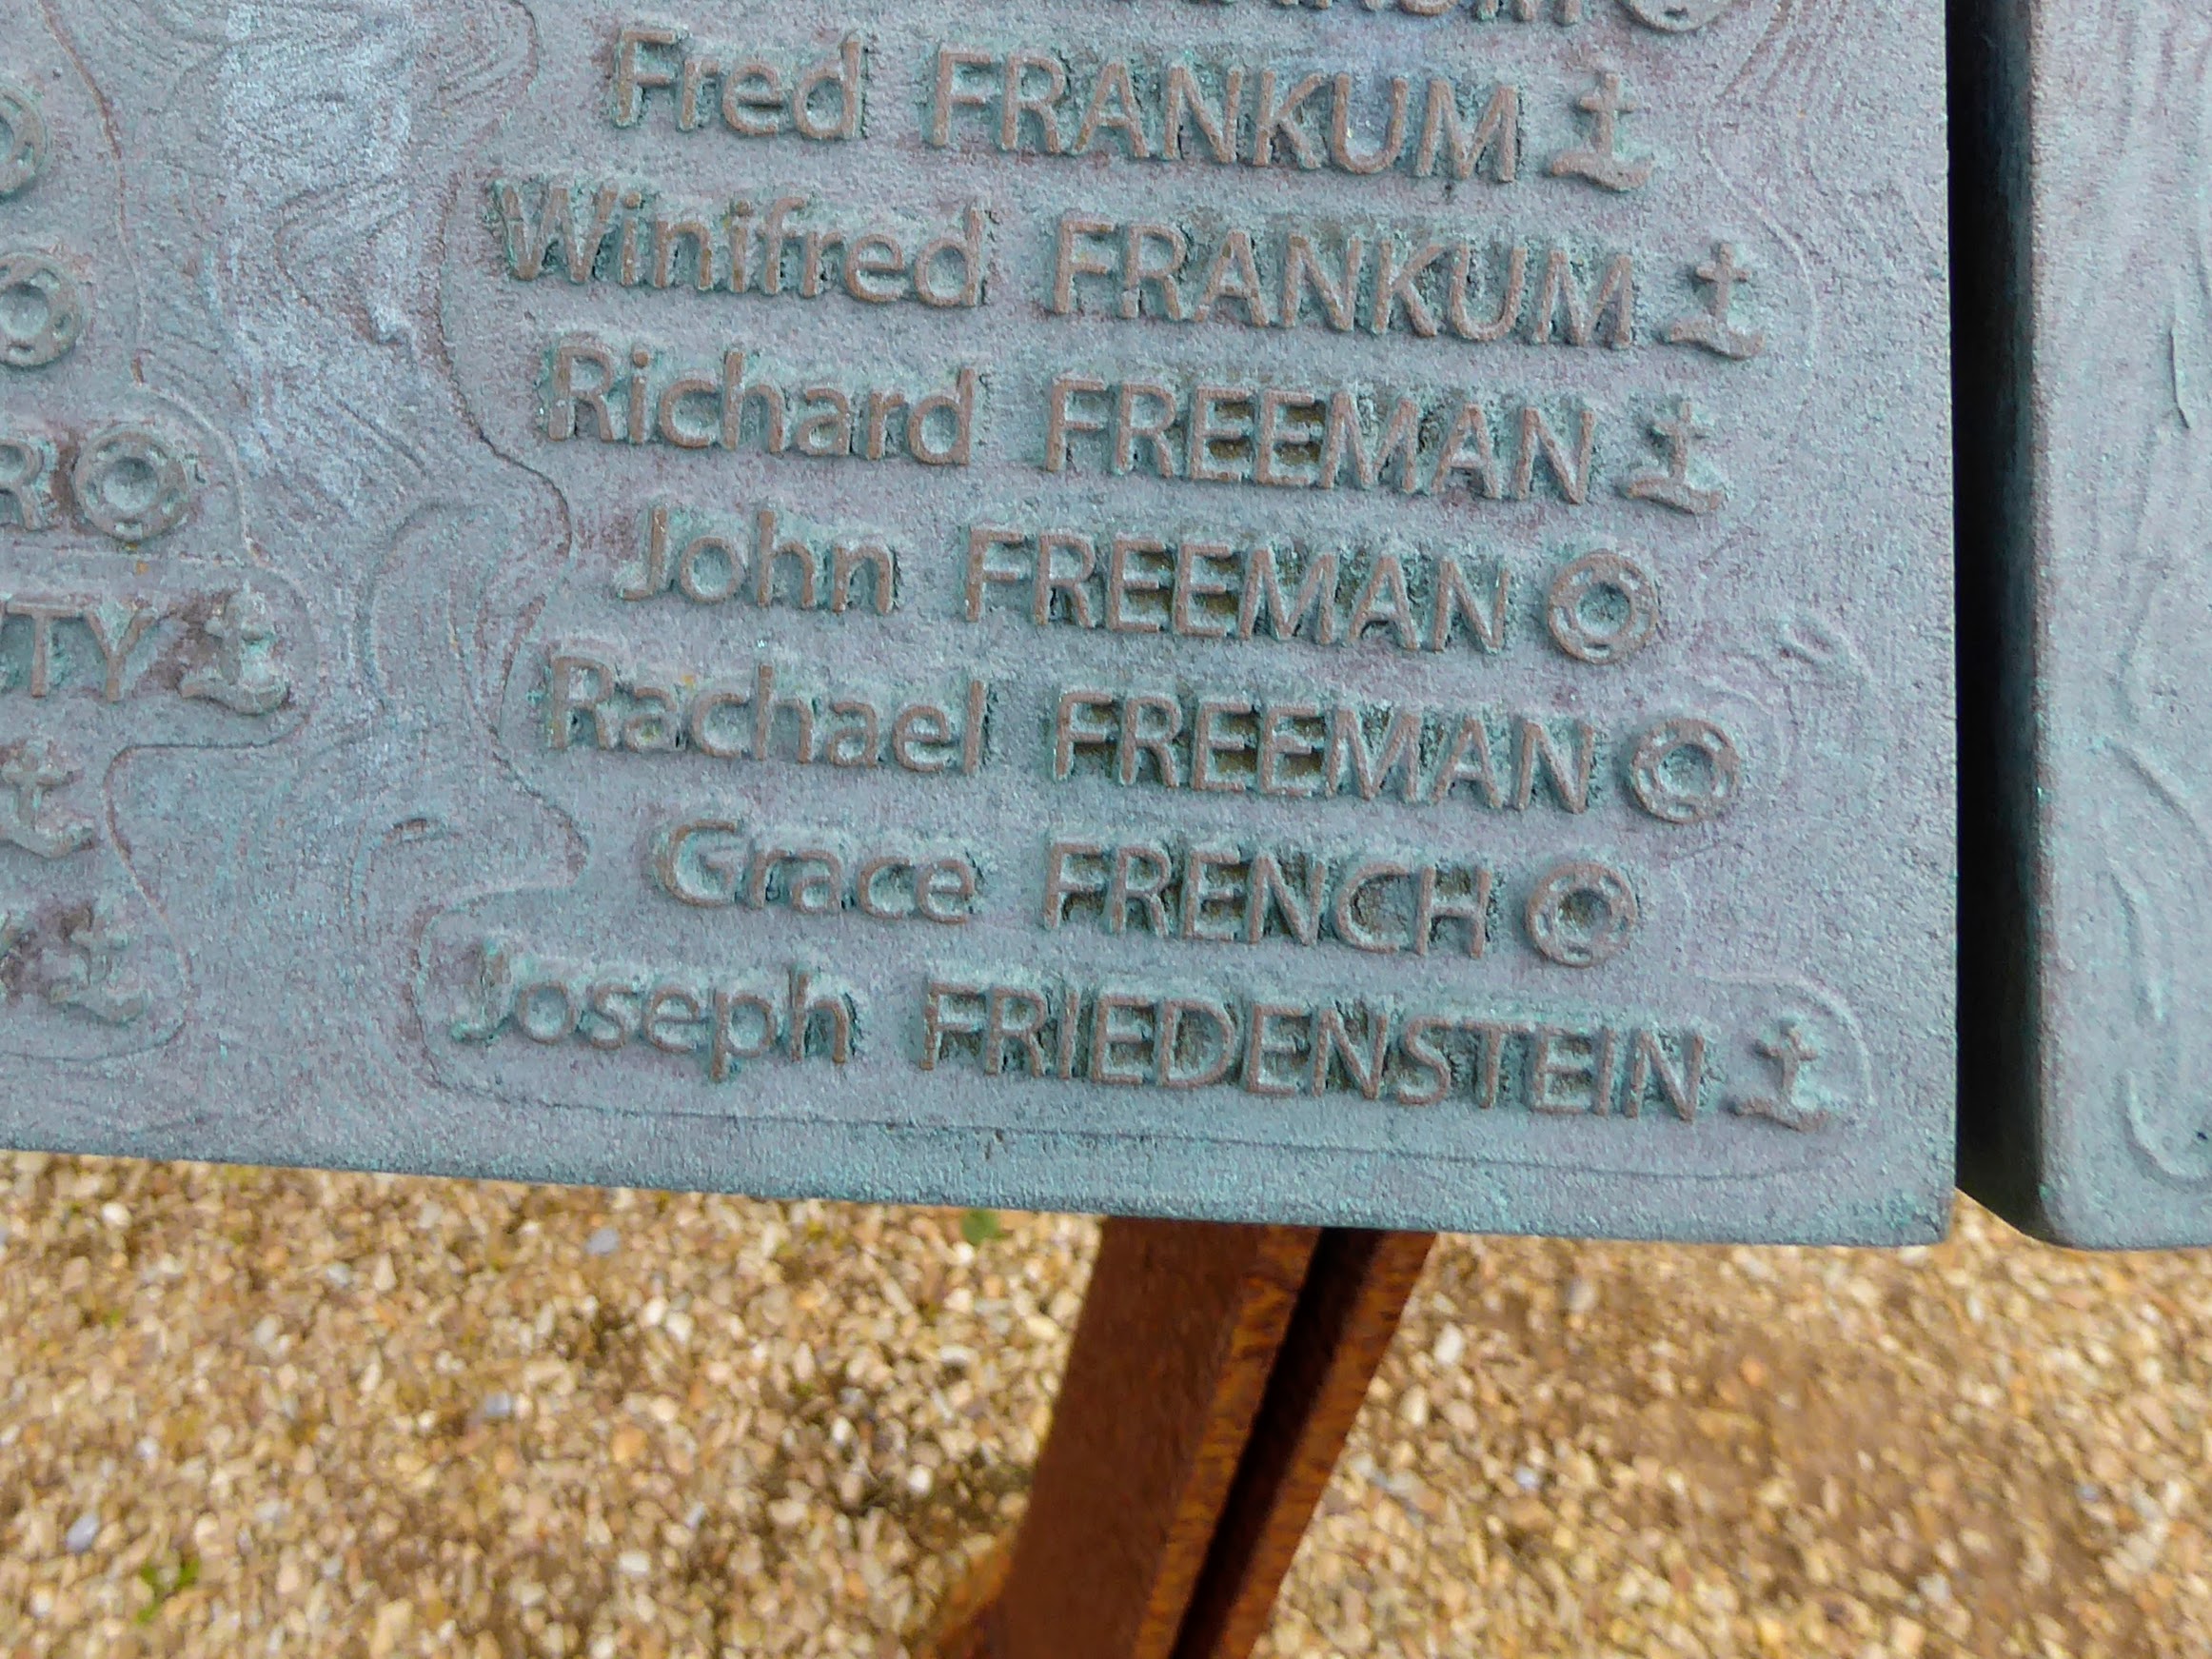 Fred FRANKUM
Winifred FRANKUM
Richard FREEMAN
John FREEMAN
Rachael FREEMAN
Grace FRENCH
Joseph FRIEDENSTEIN